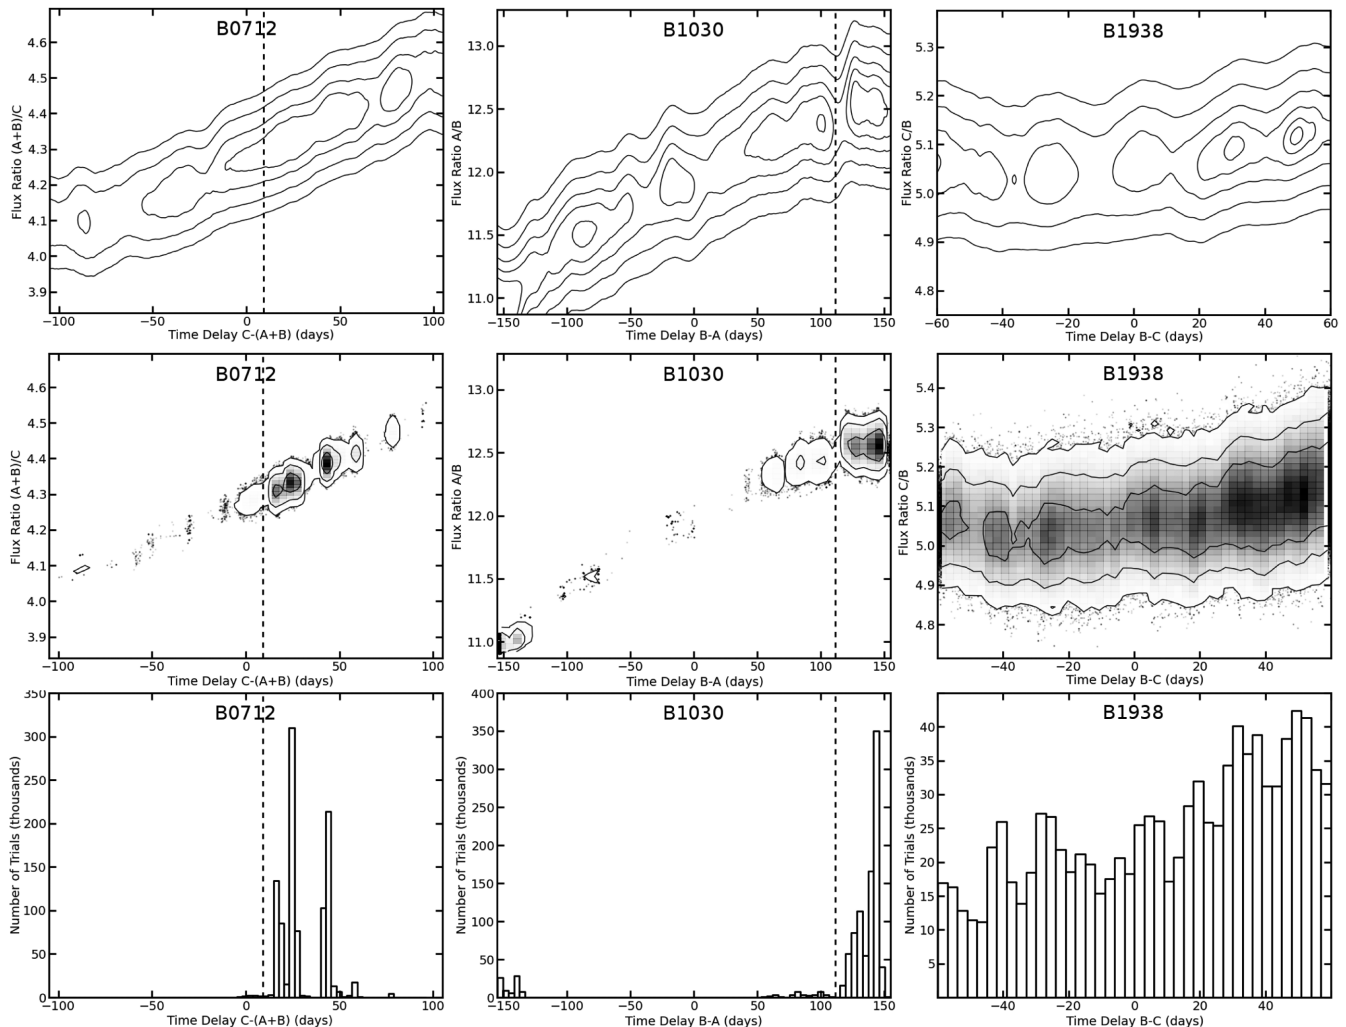 B0712
4.6
4.5
4.4
4.3
4.2
4.1
4.0
3.9
Flux Ratio (A+B)/C
−100 −50 0 50 100
Time Delay C-(A+B) (days)
B1030
13.0
12.5
12.0
11.5
11.0
Flux Ratio A/B
−150 −100 −50 0 50 100 150
Time Delay B-A (days)
B1938
5.3
5.2
5.1
5.0
4.9
4.8
Flux Ratio C/B
−60 −40 −20 0 20 40 60
Time Delay B-C (days)
B0712
4.6
4.5
4.4
4.3
4.2
4.1
4.0
3.9
Flux Ratio (A+B)/C
−100 −50 0 50 100
Time Delay C-(A+B) (days)
B1030
13.0
12.5
12.0
11.5
11.0
Flux Ratio A/B
−150 −100 −50 0 50 100 150
Time Delay B-A (days)
B1938
5.4
5.3
5.2
5.1
5.0
4.9
4.8
Flux Ratio C/B
−40 −20 0 20 40
Time Delay B-C (days)
B0712
350
300
250
200
150
100
50
0
Number of Trials (thousands)
−100 −50 0 50 100
Time Delay C-(A+B) (days)
B1030
400
350
300
250
200
150
100
50
0
Number of Trials (thousands)
−150 −100 −50 0 50 100 150
Time Delay B-A (days)
B1938
40
35
30
25
20
15
10
5
Number of Trials (thousands)
−40 −20 0 20 40
Time Delay B-C (days)